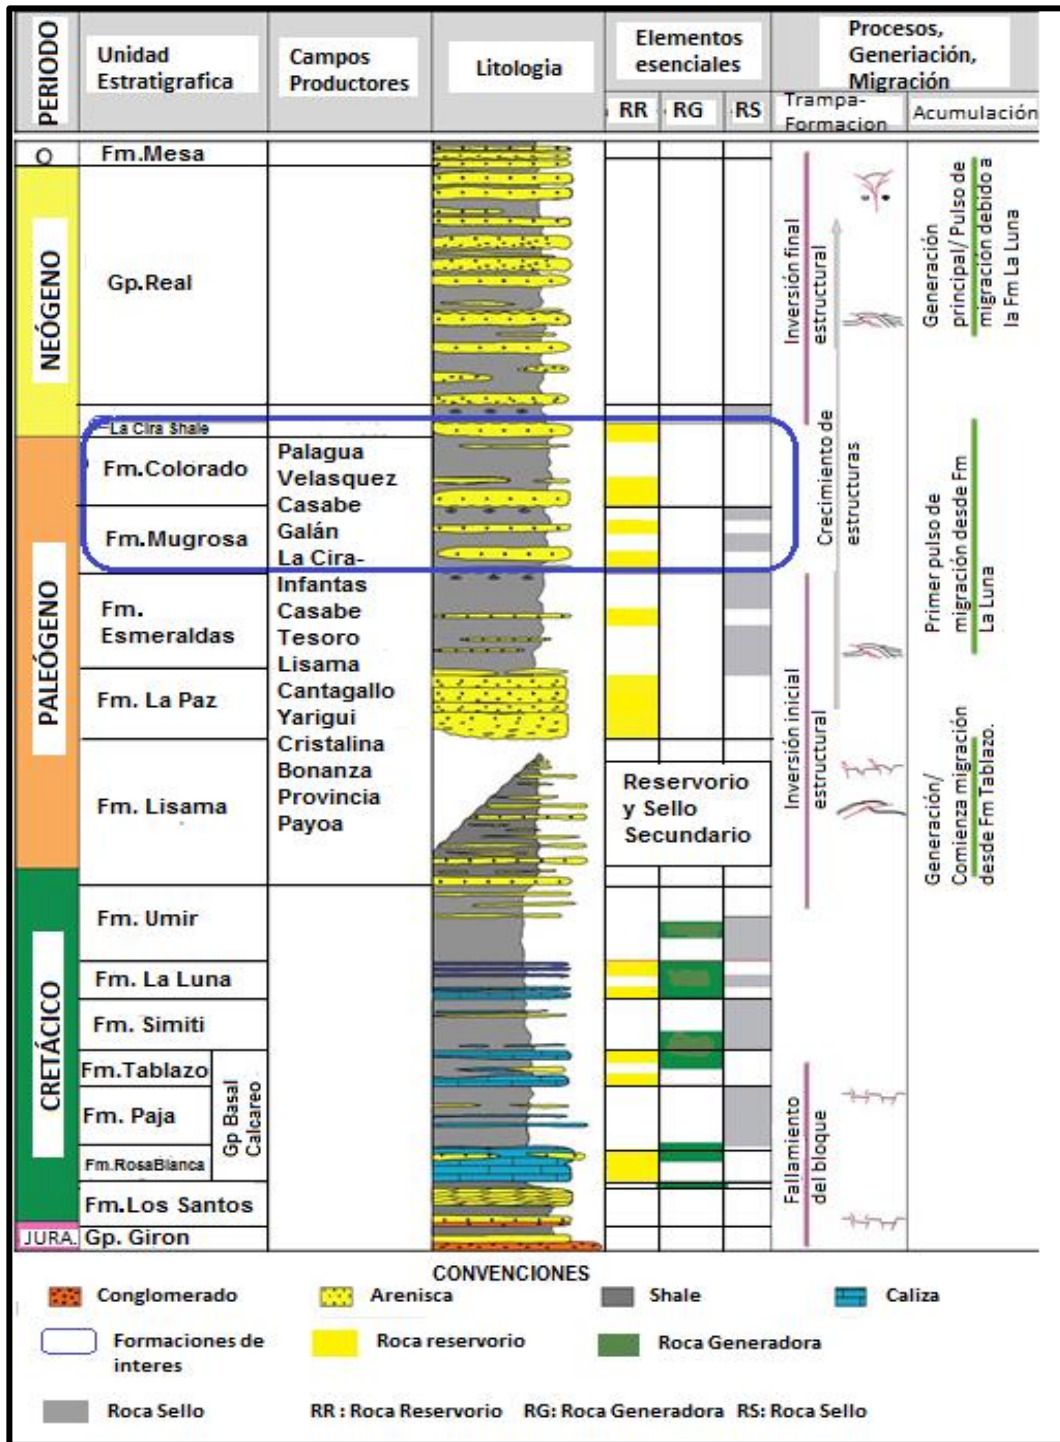 PERIODO
Unidad
Estratigrafica
Campos
Productores
Litologia
Elementos
esenciales
Procesos,
Generiación,
Migración
RR
RG
RS
Trampa-
Formacion
Acumulación
Q
Fm.Mesa
NEÓGENO
Gp.Real
La Cira Shale
PALEÓGENO
Fm.Colorado
Fm.Mugrosa
Fm.
Esmeraldas
Fm. La Paz
Fm. Lisama
Palagua
Velasquez
Casabe
Galán
La Cira-
Infantas
Casabe
Tesoro
Lisama
Cantagallo
Yarigui
Cristalina
Bonanza
Provincia
Payoa
Reservorio
y Sello
Secundario
CRETÁCICO
Fm. Umir
Fm. La Luna
Fm. Simiti
Fm.Tablazo
Fm. Paja
Fm.RosaBlanca
Gp Basal
Calcareo
Fm.Los Santos
JURA.
Gp. Giron
Inversión final
estructural
Crecimiento de
estructuras
Inversión inicial
estructural
Fallamiento
del bloque
Generación
principal/ Pulso de
migración debido a
la Fm La Luna
Primer pulso de
migración desde Fm
La Luna
Generación/
Comienza migración
desde Fm Tablazo.
CONVENCIONES
Conglomerado
Arenisca
Shale
Caliza
Formaciones de
interes
Roca reservorio
Roca Generadora
Roca Sello
RR : Roca Reservorio
RG: Roca Generadora
RS: Roca Sello